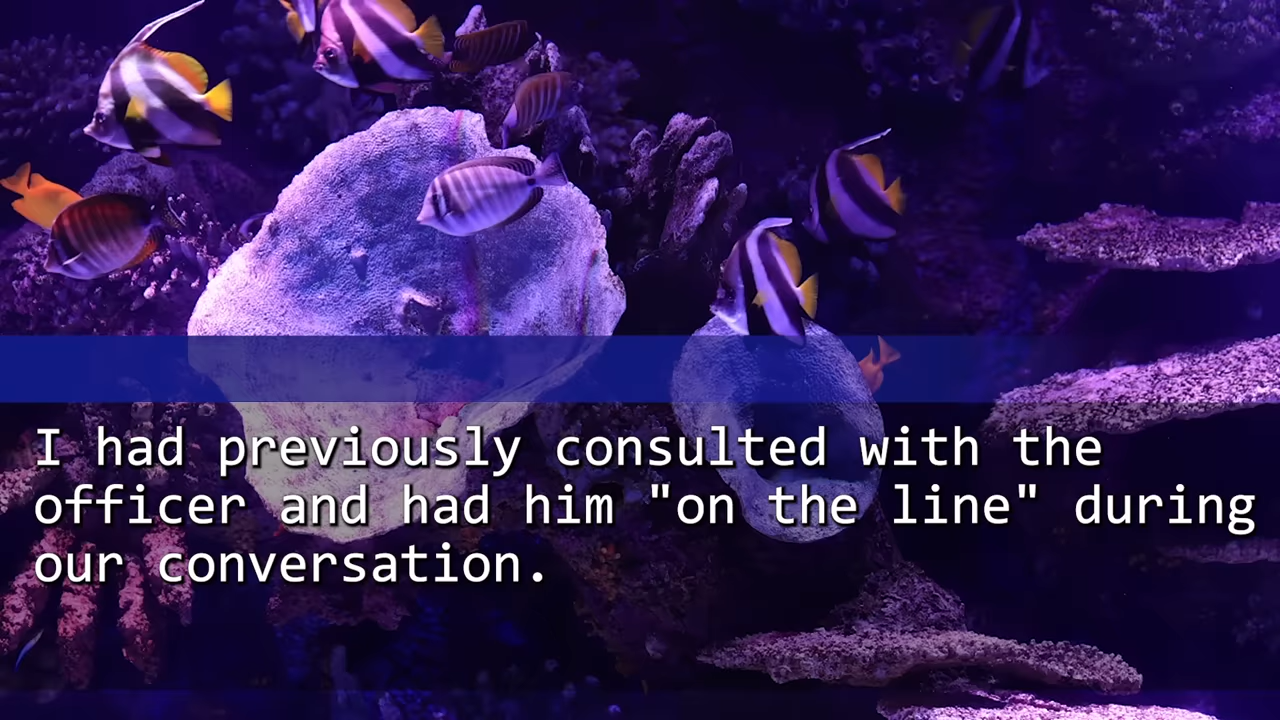 I had previously consulted with the
officer and had him "on the line" during
our conversation.